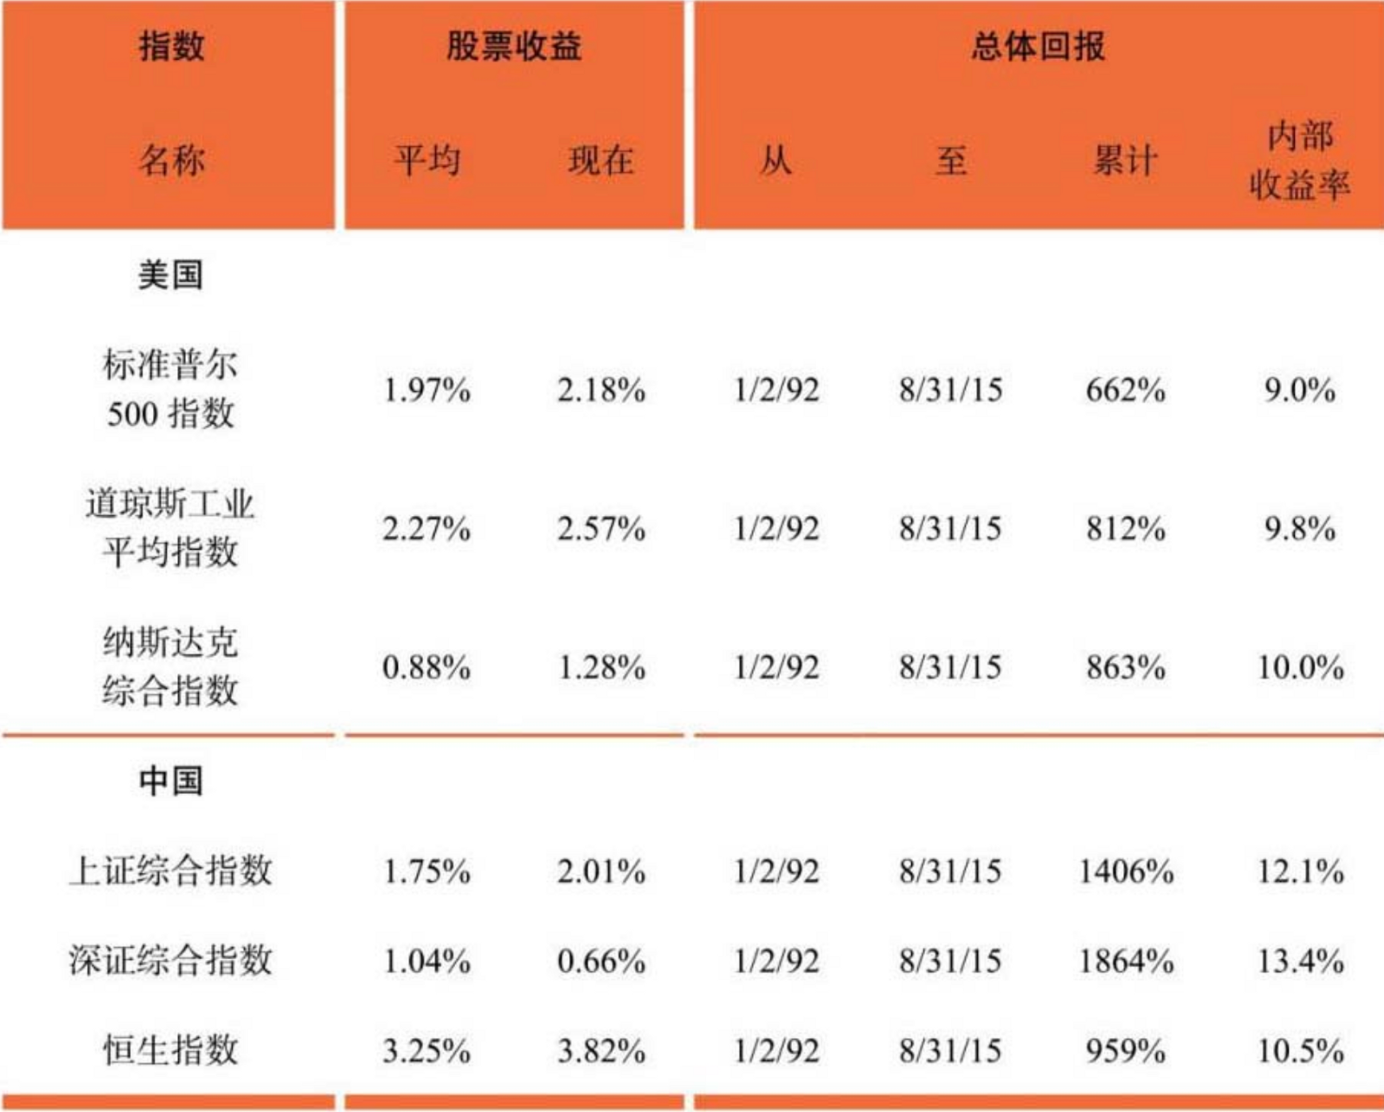 指数 股票收益 总体回报
名称 平均 现在 从 至 累计 内部
收益率
美国
标准普尔
500 指数 1.97% 2.18% 1/2/92 8/31/15 662% 9.0%
道琼斯工业
平均指数 2.27% 2.57% 1/2/92 8/31/15 812% 9.8%
纳斯达克
综合指数 0.88% 1.28% 1/2/92 8/31/15 863% 10.0%
中国
上证综合指数 1.75% 2.01% 1/2/92 8/31/15 1406% 12.1%
深证综合指数 1.04% 0.66% 1/2/92 8/31/15 1864% 13.4%
恒生指数 3.25% 3.82% 1/2/92 8/31/15 959% 10.5%